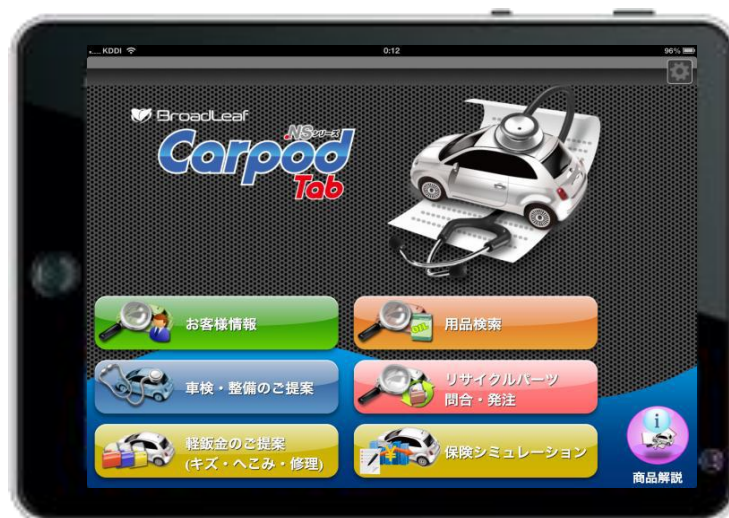 KDDI
0:12
96%
BroadLeaf
.NSシリーズ
Carpod
Tab
お客様情報
用品検索
OIL
車検・整備のご提案
リサイクルパーツ
問合・発注
軽鈑金のご提案
(キズ・へこみ・修理)
保険シミュレーション
商品解説